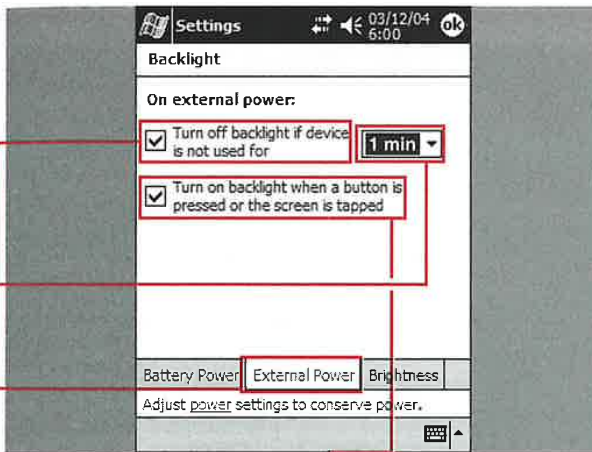 Settings 03/12/04 6:00 ok
Backlight
On external power:
Turn off backlight if device
is not used for
1 min
Turn on backlight when a button is
pressed or the screen is tapped
Battery Power External Power Brightness
Adjust power settings to conserve power.